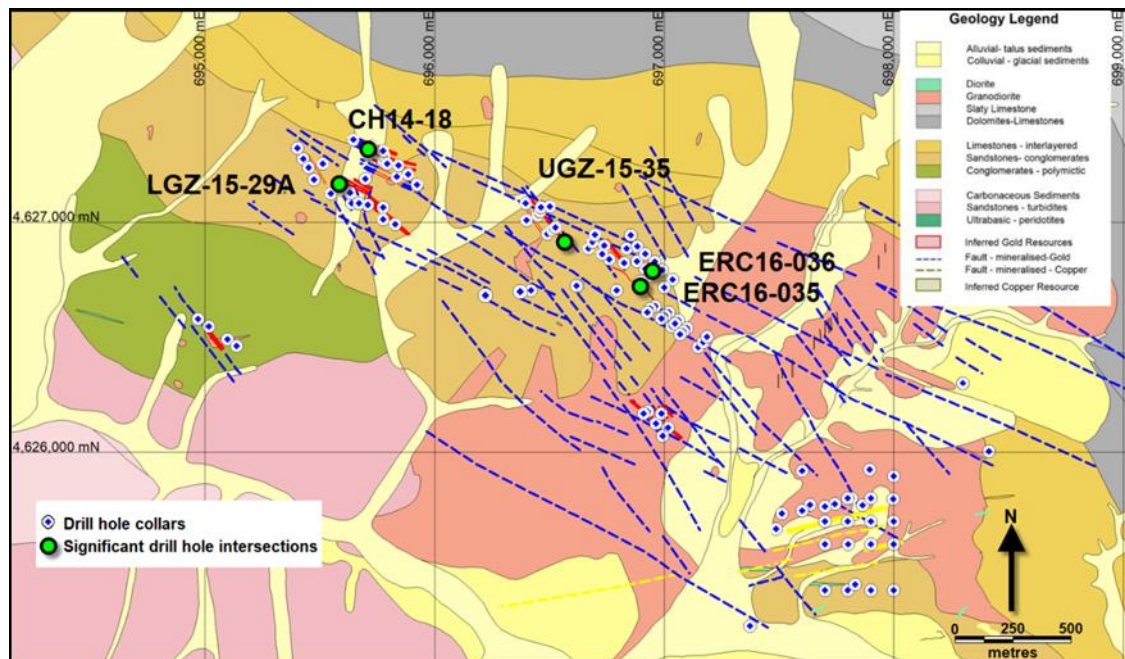 695,000 mE
696,000 mE
697,000 mE
698,000 mE
699,000 mE
Geology Legend
Alluvial- talus sediments
Colluvial - glacial sediments
Diorite
Granodiorite
Slaty Limestone
Dolomites-Limestones
Limestones - interlayered
Sandstones- conglomerates
Conglomerates - polymictic
Carbonaceous Sediments
Sandstones - turbidites
Ultrabasic - peridotites
Inferred Gold Resources
Fault - mineralised-Gold
Fault - mineralised - Copper
Inferred Copper Resource
CH14-18
LGZ-15-29A
UGZ-15-35
4,627,000 mN
ERC16-036
ERC16-035
4,626,000 mN
Drill hole collars
Significant drill hole intersections
N
0 250 500
metres